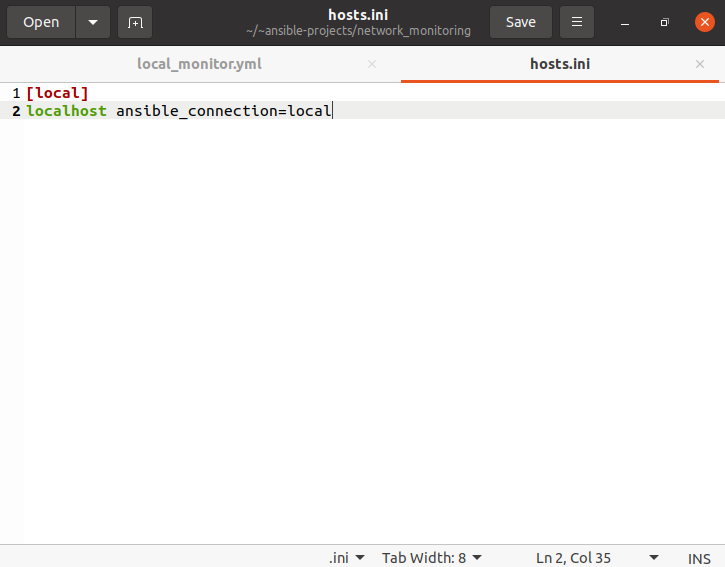 Open
hosts.ini
~/~ansible-projects/network_monitoring
Save
local_monitor.yml
hosts.ini
1 [local]
2 localhost ansible_connection=local
.ini
Tab Width: 8
Ln 2, Col 35
INS